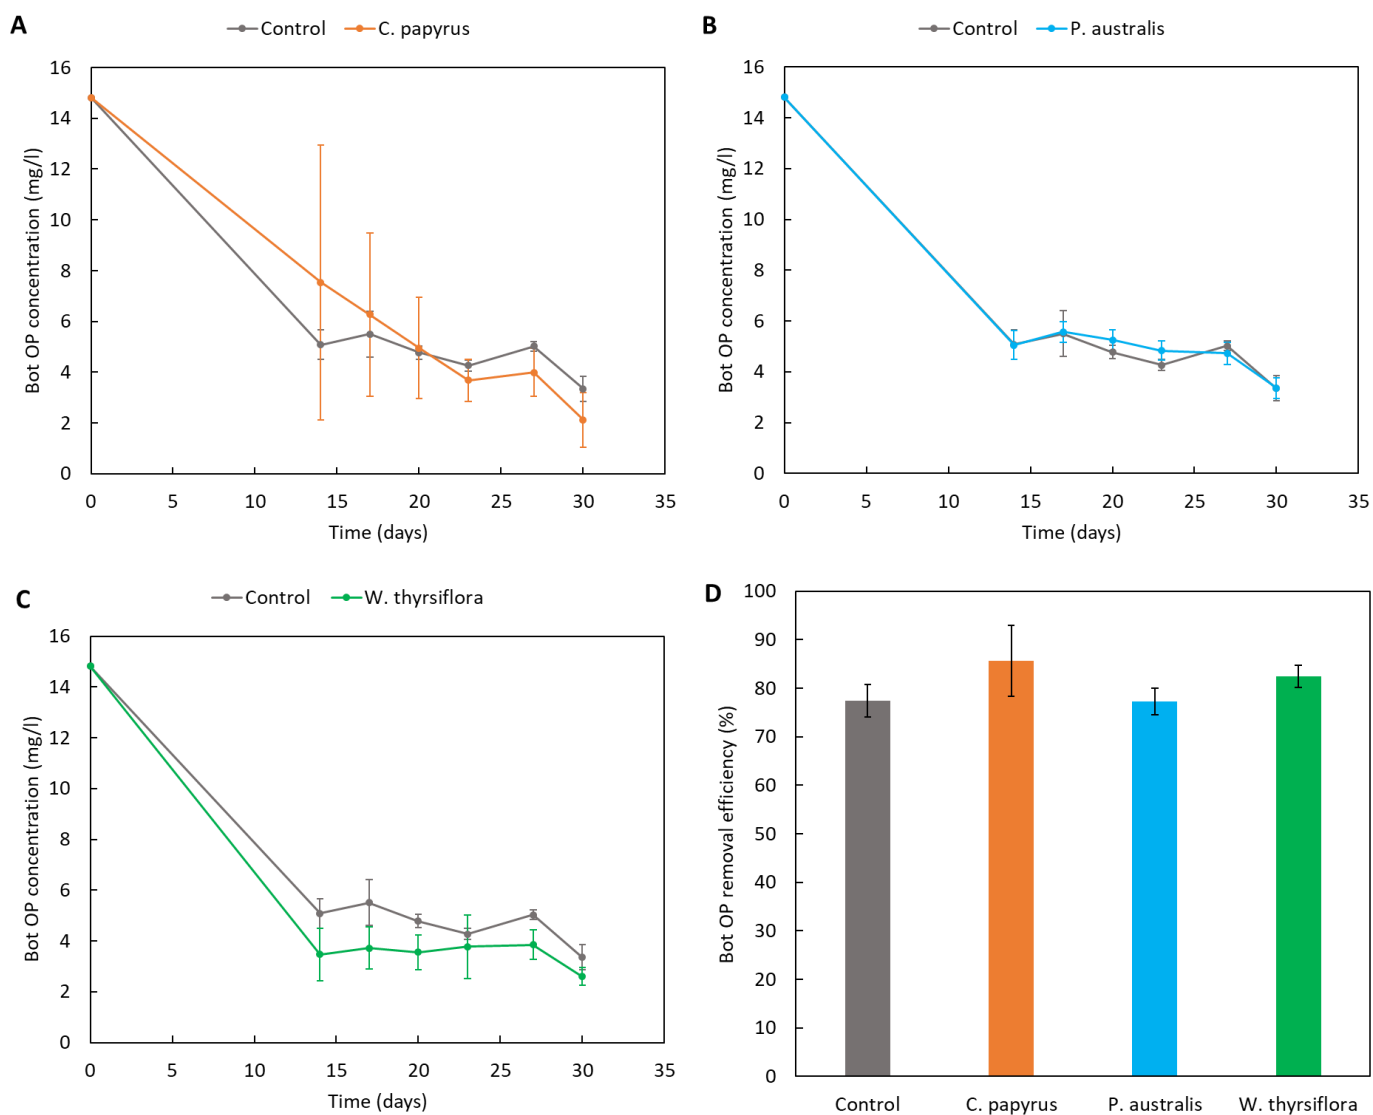 A
Control C. papyrus
16
14
12
10
8
6
4
2
0
Bot OP concentration (mg/l)
0 5 10 15 20 25 30 35
Time (days)
B
Control P. australis
16
14
12
10
8
6
4
2
0
Bot OP concentration (mg/l)
0 5 10 15 20 25 30 35
Time (days)
C
Control W. thyrsiflora
16
14
12
10
8
6
4
2
0
Bot OP concentration (mg/l)
0 5 10 15 20 25 30 35
Time (days)
D
100
90
80
70
60
50
40
30
20
10
0
Bot OP removal efficiency (%)
Control C. papyrus P. australis W. thyrsiflora